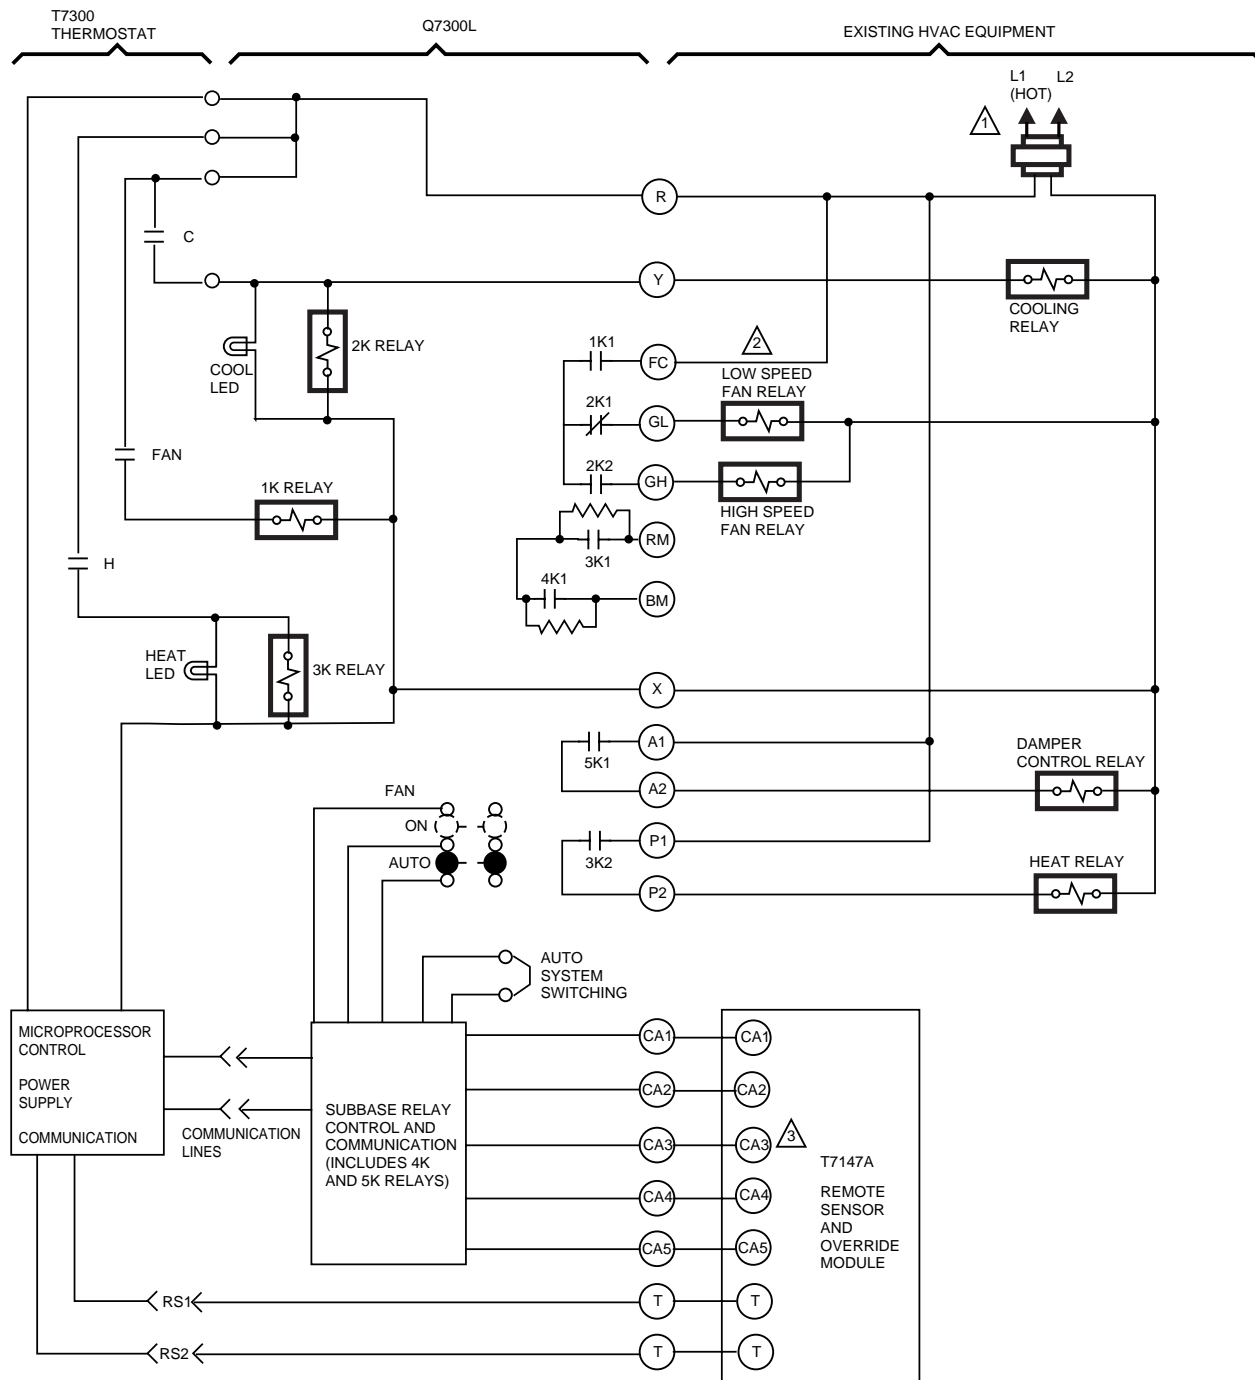 T7300
THERMOSTAT
Q7300L
EXISTING HVAC EQUIPMENT
L1
(HOT)
L2
1
R
C
Y
COOLING
RELAY
2K RELAY
COOL
LED
1K1
FC
2
LOW SPEED
FAN RELAY
2K1
GL
FAN
2K2
GH
HIGH SPEED
FAN RELAY
1K RELAY
RM
3K1
H
4K1
BM
HEAT
LED
3K RELAY
X
A1
5K1
DAMPER
CONTROL RELAY
A2
FAN
ON
AUTO
P1
3K2
HEAT RELAY
P2
AUTO
SYSTEM
SWITCHING
MICROPROCESSOR
CONTROL
POWER
SUPPLY
COMMUNICATION
COMMUNICATION
LINES
SUBBASE RELAY
CONTROL AND
COMMUNICATION
(INCLUDES 4K
AND 5K RELAYS)
CA1
CA1
CA2
CA2
CA3
CA3
3
CA4
CA4
CA5
CA5
T7147A
REMOTE
SENSOR
AND
OVERRIDE
MODULE
RS1
T
T
RS2
T
T